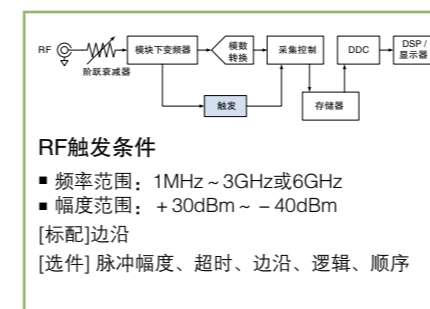 RF
阶跃衰减器
模块下变频器
模数
转换
采集控制
DDC
DSP /
显示器
触发
存储器
RF触发条件
■ 频率范围：1MHz～3GHz或6GHz
■ 幅度范围：＋30dBm～－40dBm
[标配]边沿
[选件] 脉冲幅度、超时、边沿、逻辑、顺序